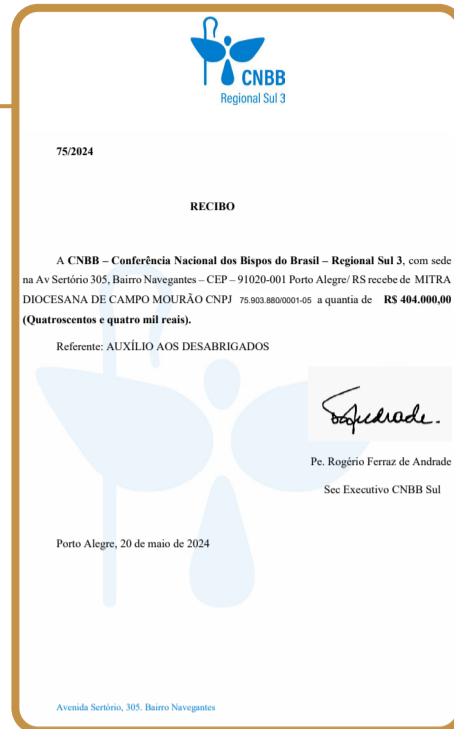 CNBB
Regional Sul 3
75/2024
RECIBO
A CNBB – Conferência Nacional dos Bispos do Brasil – Regional Sul 3, com sede
na Av Sertório 305, Bairro Navegantes – CEP – 91020-001 Porto Alegre/ RS recebe de MITRA
DIOCESANA DE CAMPO MOURÃO CNPJ 75.903.880/0001-05 a quantia de R$ 404.000,00
(Quatroscentos e quatro mil reais).
Referente: AUXÍLIO AOS DESABRIGADOS
Pe. Rogério Ferraz de Andrade
Sec Executivo CNBB Sul
Porto Alegre, 20 de maio de 2024
Avenida Sertório, 305. Bairro Navegantes